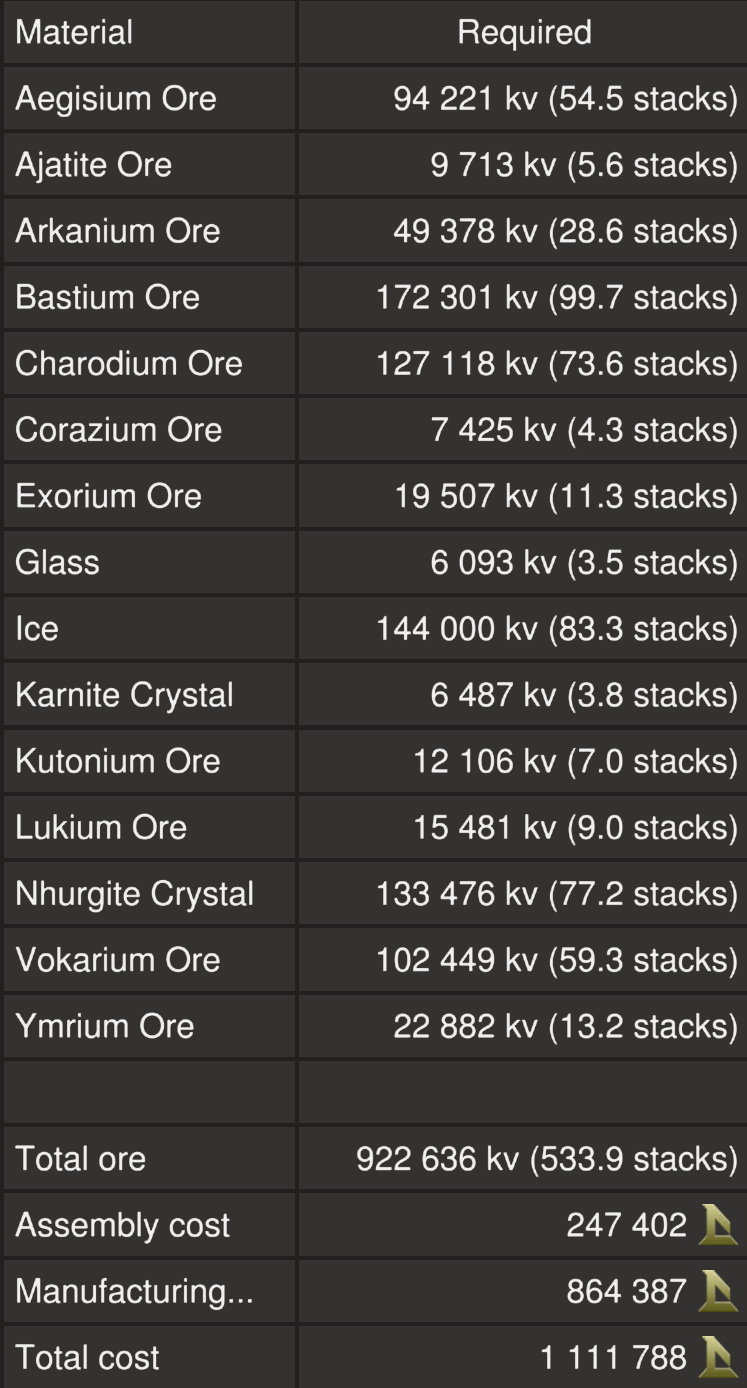 Material Required
Aegisium Ore 94 221 kv (54.5 stacks)
Ajatite Ore 9 713 kv (5.6 stacks)
Arkanium Ore 49 378 kv (28.6 stacks)
Bastium Ore 172 301 kv (99.7 stacks)
Charodium Ore 127 118 kv (73.6 stacks)
Corazium Ore 7 425 kv (4.3 stacks)
Exorium Ore 19 507 kv (11.3 stacks)
Glass 6 093 kv (3.5 stacks)
Ice 144 000 kv (83.3 stacks)
Karnite Crystal 6 487 kv (3.8 stacks)
Kutonium Ore 12 106 kv (7.0 stacks)
Lukium Ore 15 481 kv (9.0 stacks)
Nhurgite Crystal 133 476 kv (77.2 stacks)
Vokarium Ore 102 449 kv (59.3 stacks)
Ymrium Ore 22 882 kv (13.2 stacks)
Total ore 922 636 kv (533.9 stacks)
Assembly cost 247 402
Manufacturing... 864 387
Total cost 1 111 788